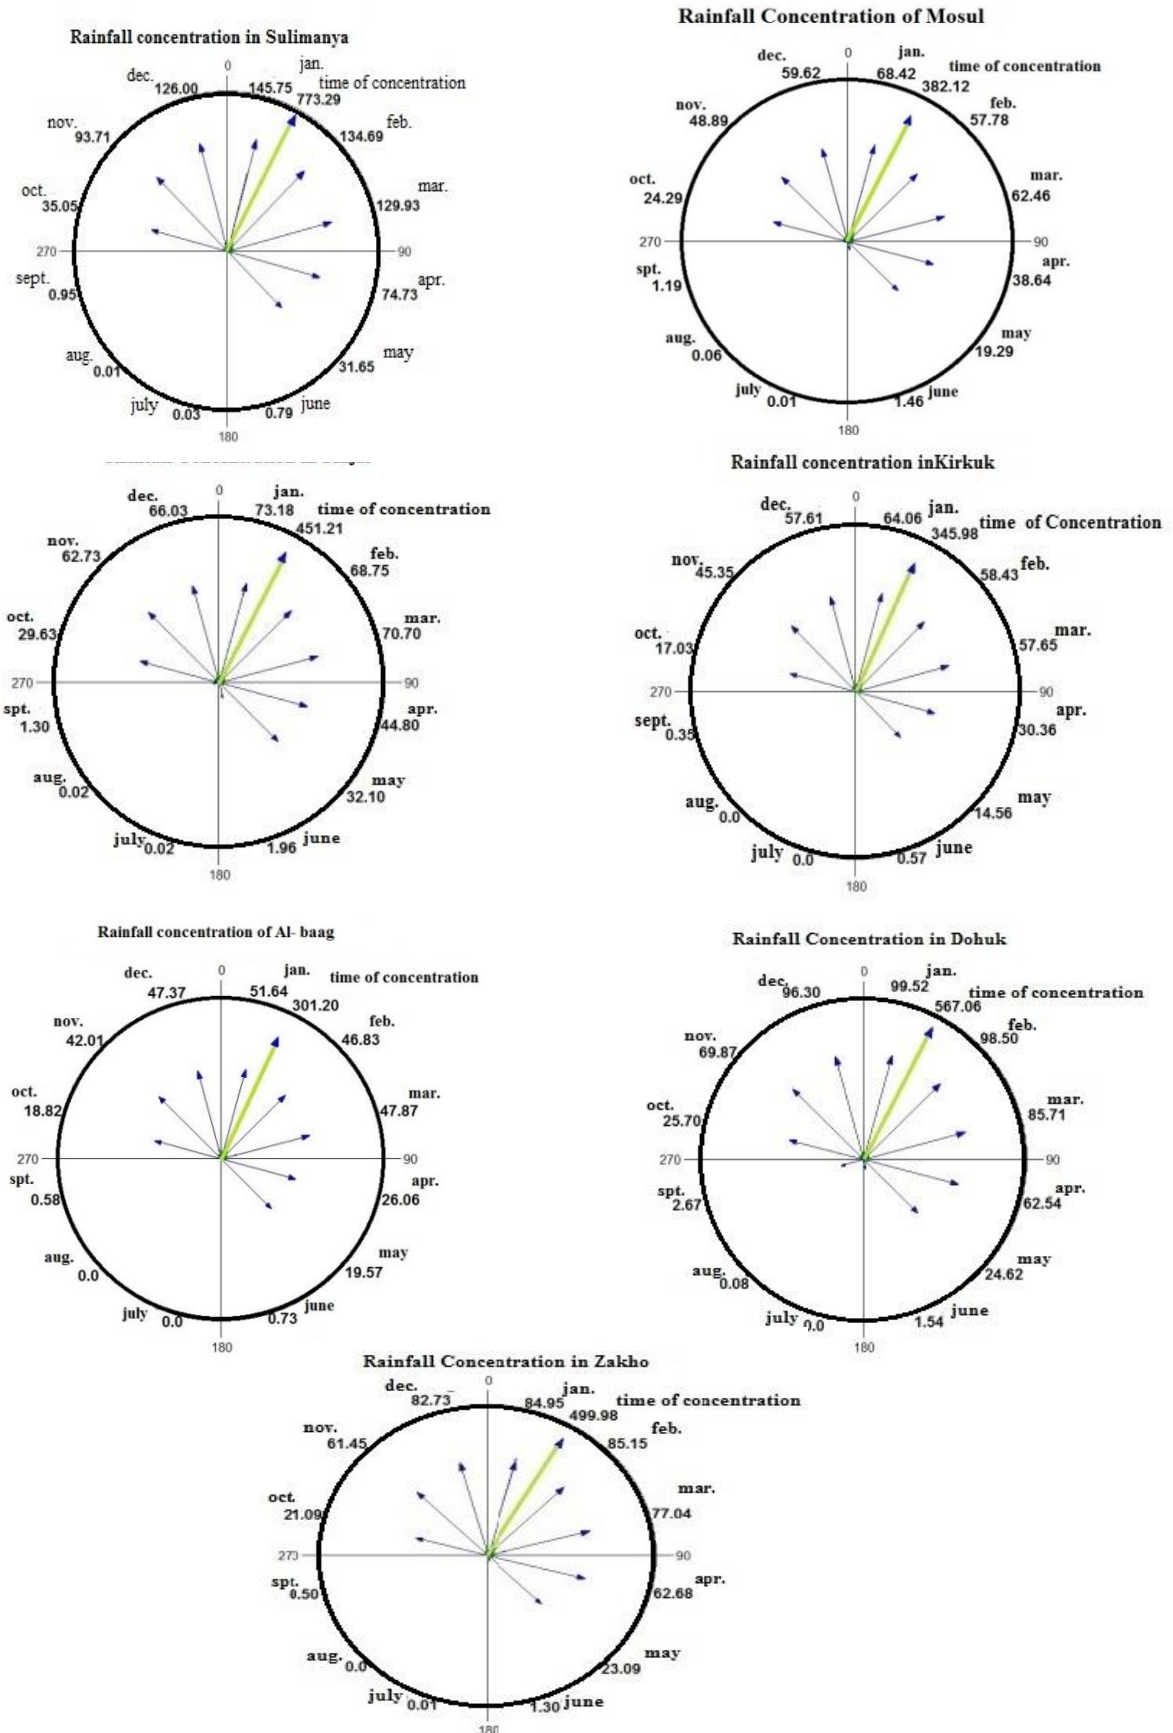 Rainfall concentration in Sulimanya
0
jan.
dec.
126.00
145.75
time of concentration
773.29
nov.
93.71
feb.
134.69
oct.
35.05
mar.
129.93
270
90
sept.
0.95
apr.
74.73
aug.
0.01
may
31.65
july
0.03
0.79
june
180
Rainfall Concentration of Mosul
0
jan.
dec.
59.62
68.42
time of concentration
382.12
nov.
48.89
feb.
57.78
oct.
24.29
mar.
62.46
270
90
spt.
1.19
apr.
38.64
aug.
0.06
may
19.29
july
0.01
1.46
june
180
0
jan.
dec.
66.03
73.18
time of concentration
451.21
nov.
62.73
feb.
68.75
oct.
29.63
mar.
70.70
270
90
spt.
1.30
apr.
44.80
aug.
0.02
may
32.10
july
0.02
1.96
june
180
Rainfall concentration inKirkuk
0
jan.
dec.
57.61
64.06
time of Concentration
345.98
nov.
45.35
feb.
58.43
oct.
17.03
mar.
57.65
270
90
sept.
0.35
apr.
30.36
aug.
0.0
may
14.56
july
0.0
0.57
june
180
Rainfall concentration of Al- baag
0
jan.
dec.
47.37
51.64
time of concentration
301.20
nov.
42.01
feb.
46.83
oct.
18.82
mar.
47.87
270
90
spt.
0.58
apr.
26.06
aug.
0.0
may
19.57
july
0.0
0.73
june
180
Rainfall Concentration in Dohuk
0
jan.
dec.
96.30
99.52
time of concentration
567.06
nov.
69.87
feb.
98.50
oct.
25.70
mar.
85.71
270
90
spt.
2.67
apr.
62.54
aug.
0.08
may
24.62
july
0.0
1.54
june
180
Rainfall Concentration in Zakho
0
jan.
dec.
82.73
84.95
time of concentration
499.98
nov.
61.45
feb.
85.15
oct.
21.09
mar.
77.04
270
90
spt.
0.50
apr.
62.68
aug.
0.0
may
23.09
july
0.01
1.30
june
180